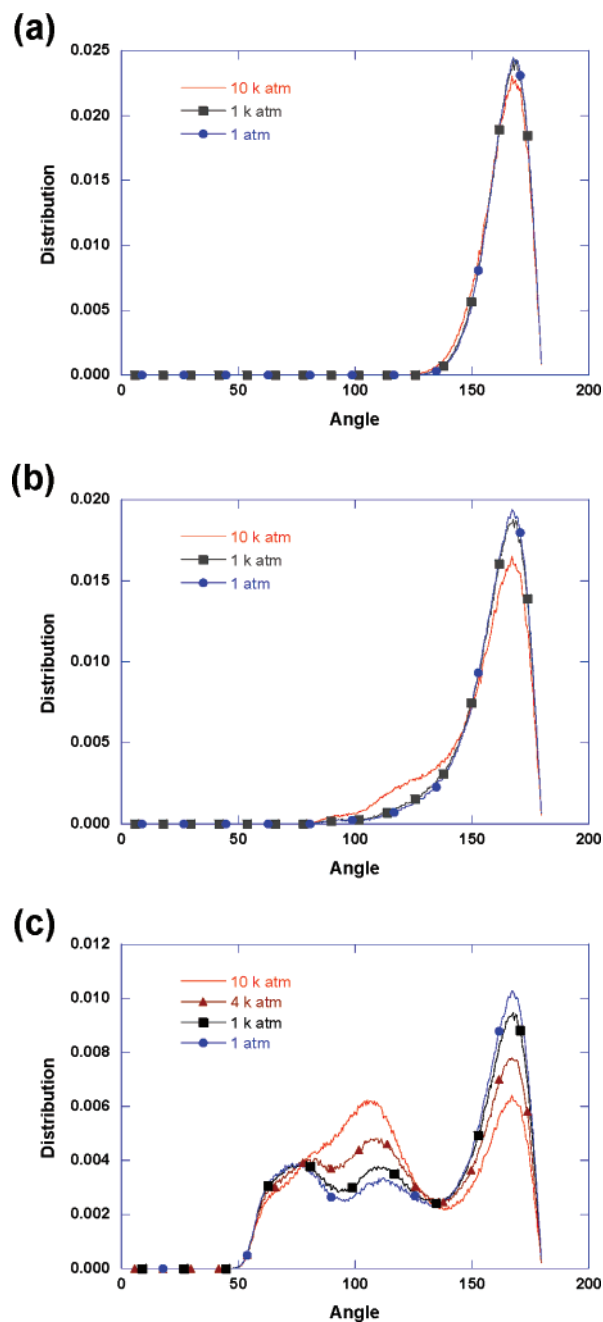 (a)
0.025
0.020
0.015
0.010
0.005
0.000
Distribution
10 k atm
1 k atm
1 atm
0 50 100 150 200
Angle
(b)
0.020
0.015
0.010
0.005
0.000
Distribution
10 k atm
1 k atm
1 atm
0 50 100 150 200
Angle
(c)
0.012
0.010
0.008
0.006
0.004
0.002
0.000
Distribution
10 k atm
4 k atm
1 k atm
1 atm
0 50 100 150 200
Angle